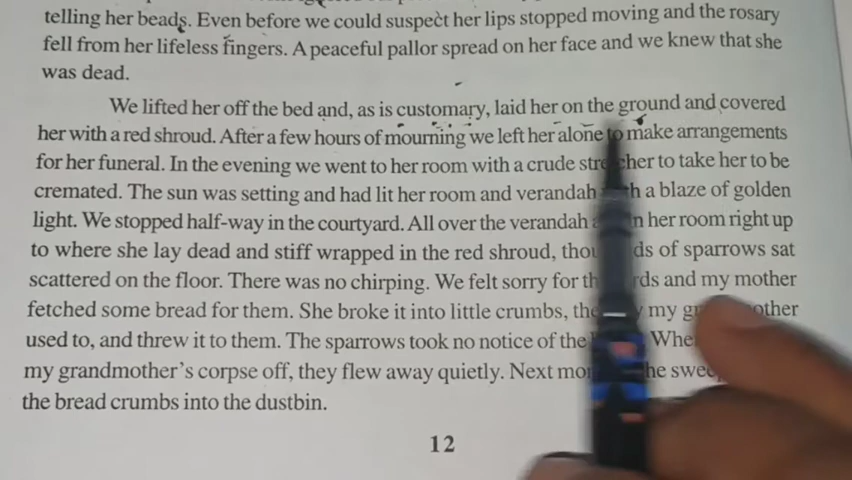 telling her beads. Even before we could suspect her lips stopped moving and the rosary
fell from her lifeless fingers. A peaceful pallor spread on her face and we knew that she
was dead.
We lifted her off the bed and, as is customary, laid her on the ground and covered
her with a red shroud. After a few hours of mourning we left her alone to make arrangements
for her funeral. In the evening we went to her room with a crude stretcher to take her to be
cremated. The sun was setting and had lit her room and verandah with a blaze of golden
light. We stopped half-way in the courtyard. All over the verandah and in her room right up
to where she lay dead and stiff wrapped in the red shroud, thousands of sparrows sat
scattered on the floor. There was no chirping. We felt sorry for the birds and my mother
fetched some bread for them. She broke it into little crumbs, the way my grandmother
used to, and threw it to them. The sparrows took no notice of the
my grandmother's corpse off, they flew away quietly. Next
the bread crumbs into the dustbin.
12